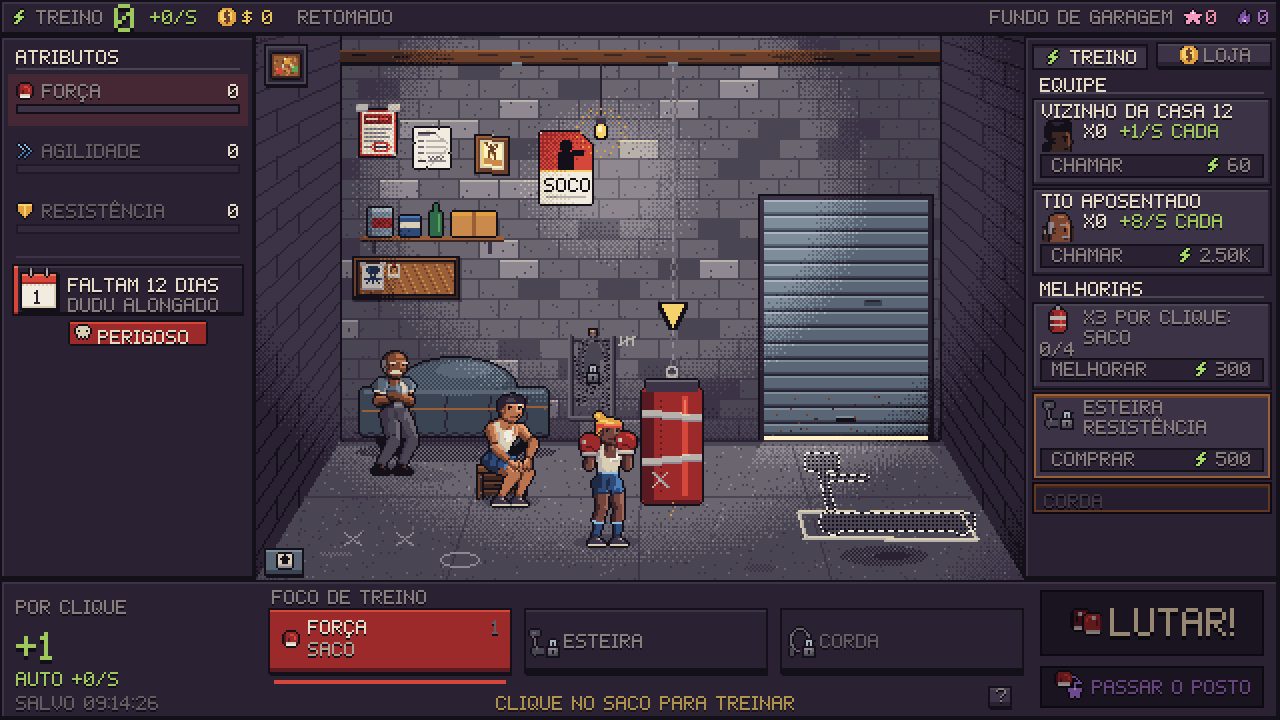 TREINO 0 +0/S $ 0 RETOMADO
FUNDO DE GARAGEM 0 0
ATRIBUTOS
FORÇA 0
AGILIDADE 0
RESISTÊNCIA 0
1
FALTAM 12 DIAS
DUDU ALONGADO
PERIGOSO
SOCO
TREINO
LOJA
EQUIPE
VIZINHO DA CASA 12
X0 +1/S CADA
CHAMAR 60
TIO APOSENTADO
X0 +8/S CADA
CHAMAR 2.50K
MELHORIAS
X3 POR CLIQUE:
SACO
0/4
MELHORAR 300
ESTEIRA
RESISTÊNCIA
COMPRAR 500
CORDA
POR CLIQUE
+1
AUTO +0/S
SALVO 09:14:26
FOCO DE TREINO
FORÇA 1
SACO
ESTEIRA
CORDA
CLIQUE NO SACO PARA TREINAR
?
LUTAR!
PASSAR O POSTO